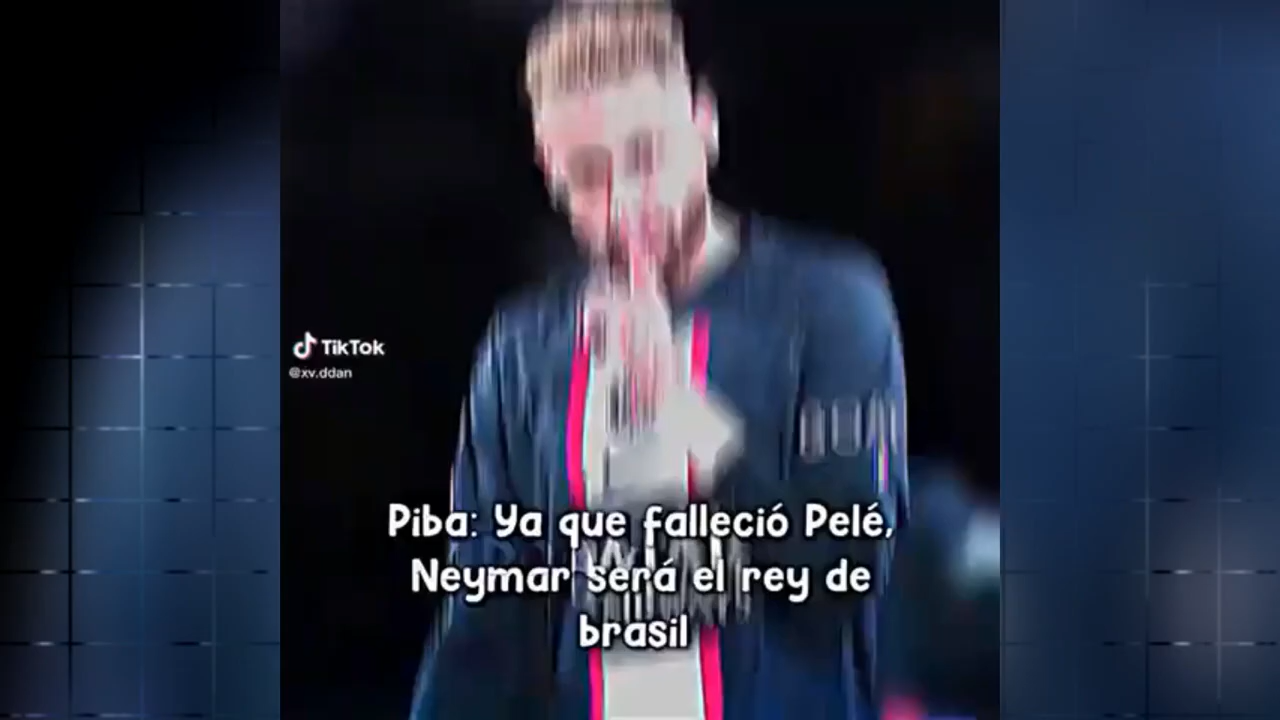 TikTok
@xv.ddan
Piba: Ya que falleció Pelé,
Neymar será el rey de
brasil